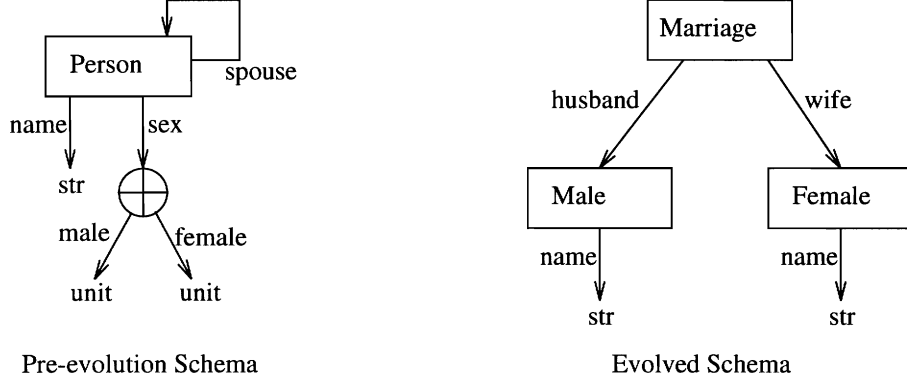 Person
spouse
name
sex
str
male
female
unit
unit
Pre-evolution Schema
Marriage
husband
wife
Male
Female
name
name
str
str
Evolved Schema